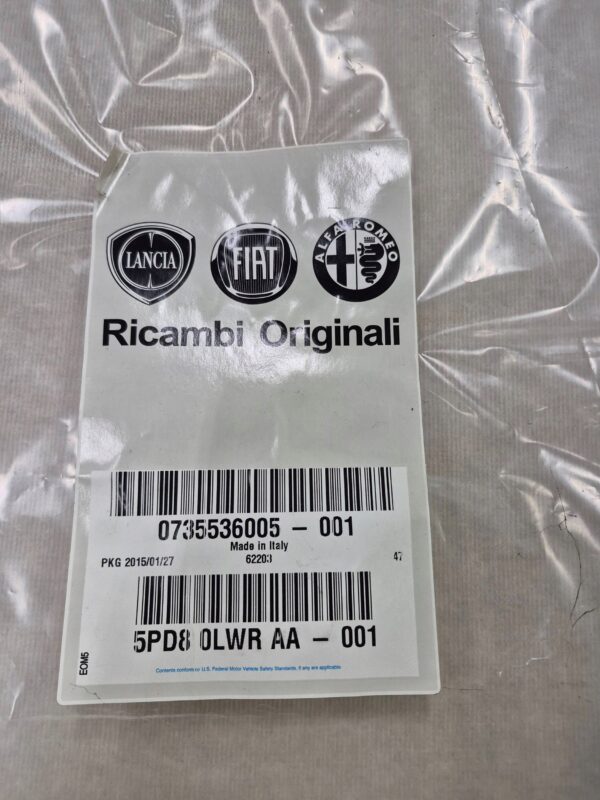 LANCIA
FIAT
ALFA ROMEO
Ricambi Originali
0735536005 - 001
Made in Italy
PKG 2015/01/27 62203 47
5PD8 0LWR AA - 001
EOM5
Contents conform to U.S. Federal Motor Vehicle Safety Standards, if any are applicable